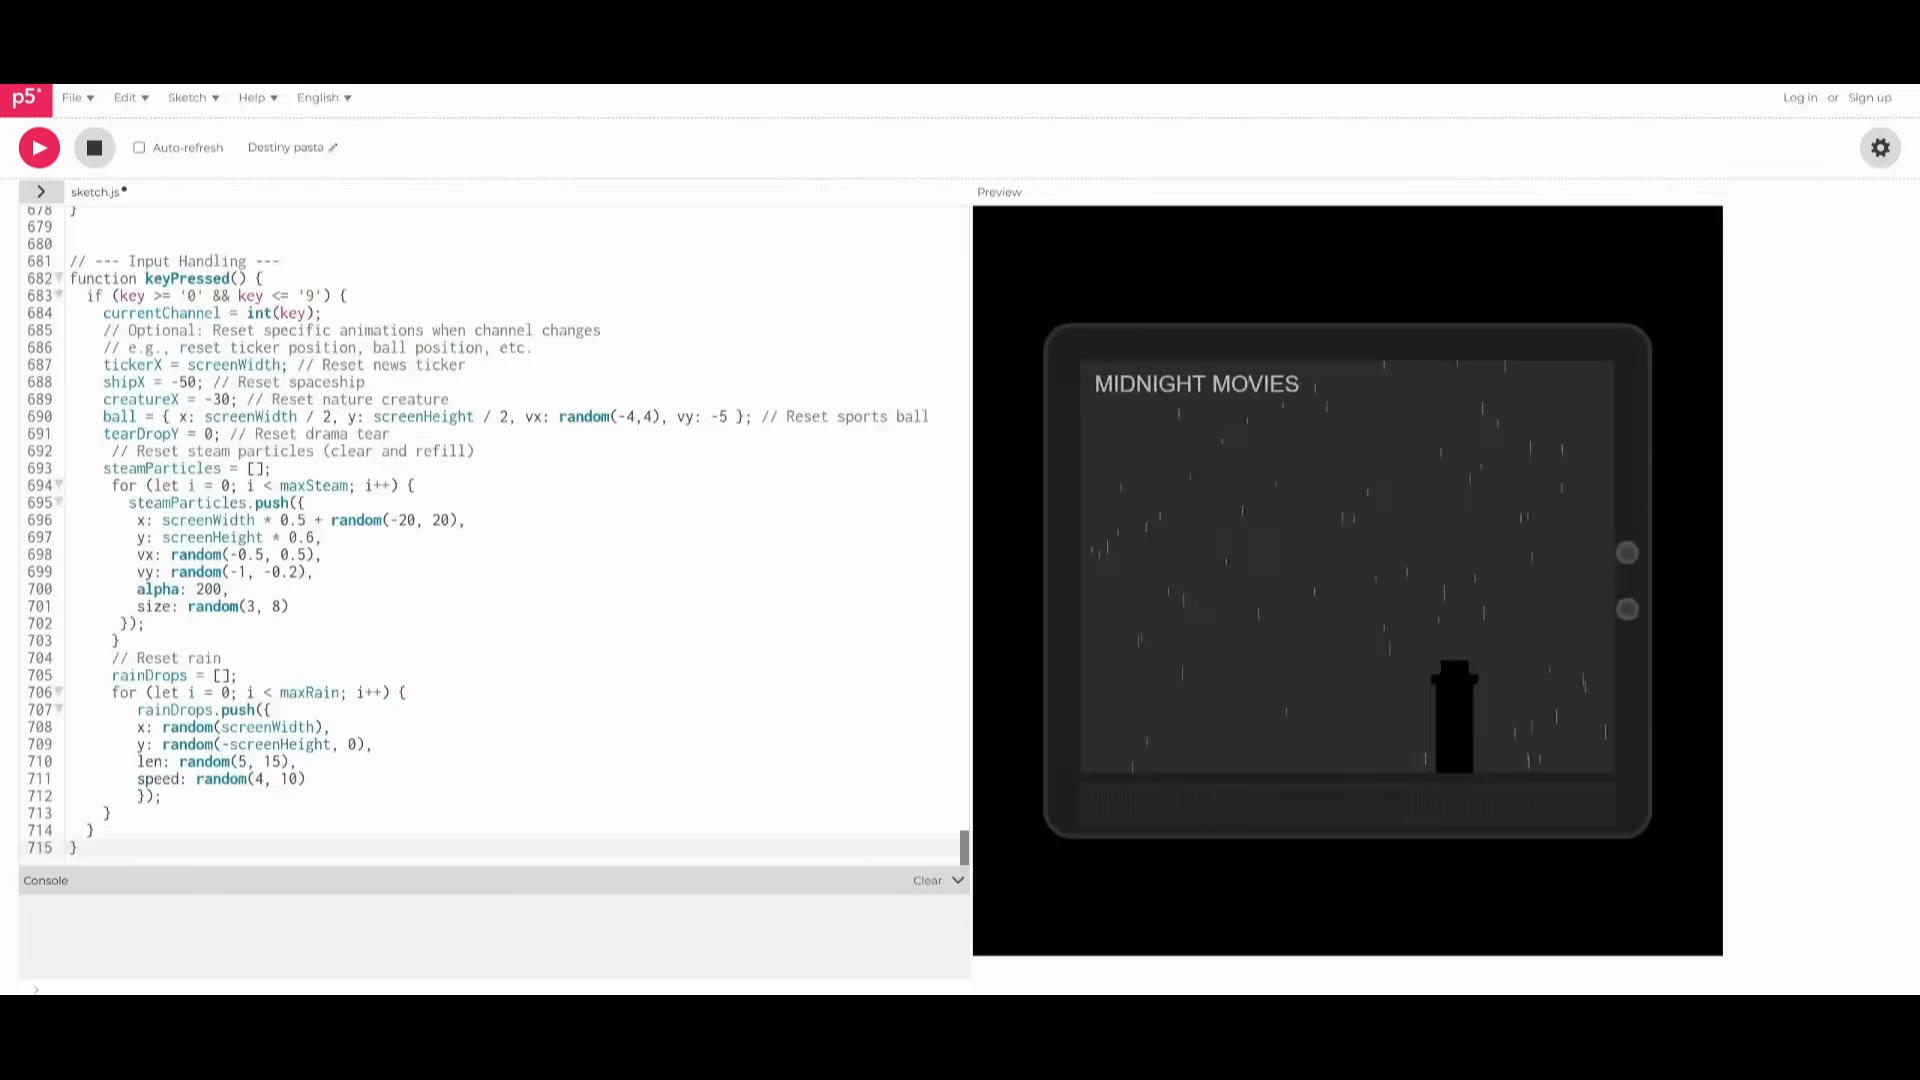 p5* File Edit Sketch Help English Log in or Sign up
Auto-refresh Destiny pasta
> sketch.js Preview
678 }
679
680
681 // --- Input Handling ---
682 function keyPressed() {
683 if (key >= '0' && key <= '9') {
684 currentChannel = int(key);
685 // Optional: Reset specific animations when channel changes
686 // e.g., reset ticker position, ball position, etc.
687 tickerX = screenWidth; // Reset news ticker
688 shipX = -50; // Reset spaceship
689 creatureX = -30; // Reset nature creature
690 ball = { x: screenWidth / 2, y: screenHeight / 2, vx: random(-4,4), vy: -5 }; // Reset sports ball
691 tearDropY = 0; // Reset drama tear
692 // Reset steam particles (clear and refill)
693 steamParticles = [];
694 for (let i = 0; i < maxSteam; i++) {
695 steamParticles.push({
696 x: screenWidth * 0.5 + random(-20, 20),
697 y: screenHeight * 0.6,
698 vx: random(-0.5, 0.5),
699 vy: random(-1, -0.2),
700 alpha: 200,
701 size: random(3, 8)
702 });
703 }
704 // Reset rain
705 rainDrops = [];
706 for (let i = 0; i < maxRain; i++) {
707 rainDrops.push({
708 x: random(screenWidth),
709 y: random(-screenHeight, 0),
710 len: random(5, 15),
711 speed: random(4, 10)
712 });
713 }
714 }
715 }
MIDNIGHT MOVIES
Console Clear
>